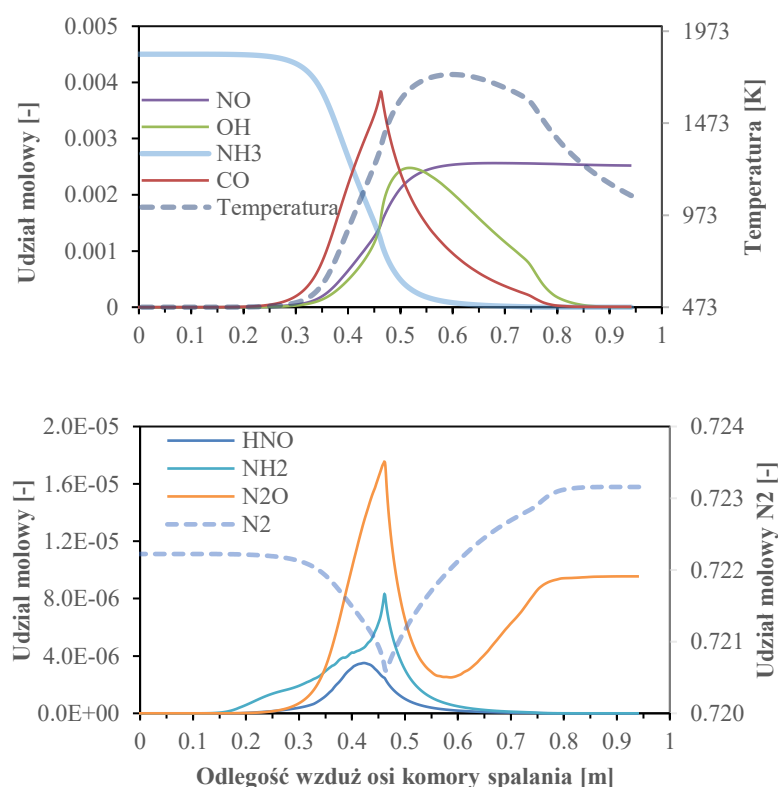 0.005
0.004
0.003
0.002
0.001
0
Udział molowy [-]
NO
OH
NH3
CO
Temperatura
1973
1473
973
473
Temperatura [K]
0 0.1 0.2 0.3 0.4 0.5 0.6 0.7 0.8 0.9 1
2.0E-05
1.6E-05
1.2E-05
8.0E-06
4.0E-06
0.0E+00
Udział molowy [-]
HNO
NH2
N2O
N2
0.724
0.723
0.722
0.721
0.720
Udział molowy N2 [-]
0 0.1 0.2 0.3 0.4 0.5 0.6 0.7 0.8 0.9 1
Odlegość wzduż osi komory spalania [m]